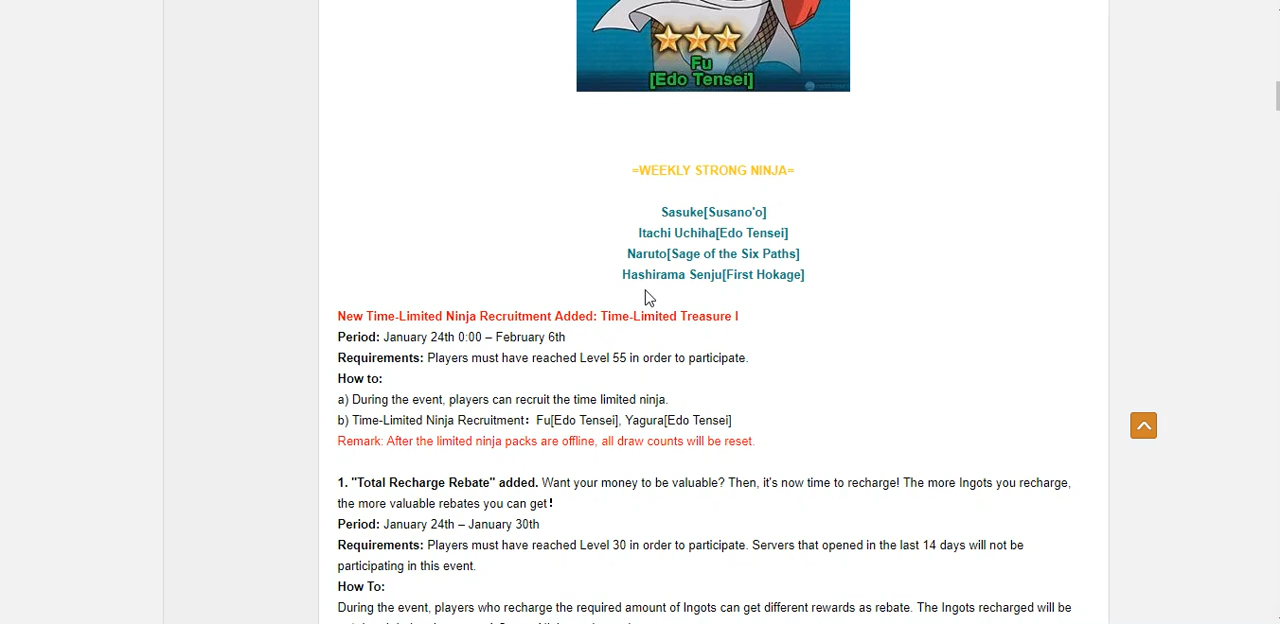 Fu
[Edo Tensei]
=WEEKLY STRONG NINJA=
Sasuke[Susano'o]
Itachi Uchiha[Edo Tensei]
Naruto[Sage of the Six Paths]
Hashirama Senju[First Hokage]
New Time-Limited Ninja Recruitment Added: Time-Limited Treasure I
Period: January 24th 0:00 – February 6th
Requirements: Players must have reached Level 55 in order to participate.
How to:
a) During the event, players can recruit the time limited ninja.
b) Time-Limited Ninja Recruitment：Fu[Edo Tensei], Yagura[Edo Tensei]
Remark: After the limited ninja packs are offline, all draw counts will be reset.
1. "Total Recharge Rebate" added. Want your money to be valuable? Then, it's now time to recharge! The more Ingots you recharge,
the more valuable rebates you can get！
Period: January 24th – January 30th
Requirements: Players must have reached Level 30 in order to participate. Servers that opened in the last 14 days will not be
participating in this event.
How To:
During the event, players who recharge the required amount of Ingots can get different rewards as rebate. The Ingots recharged will be